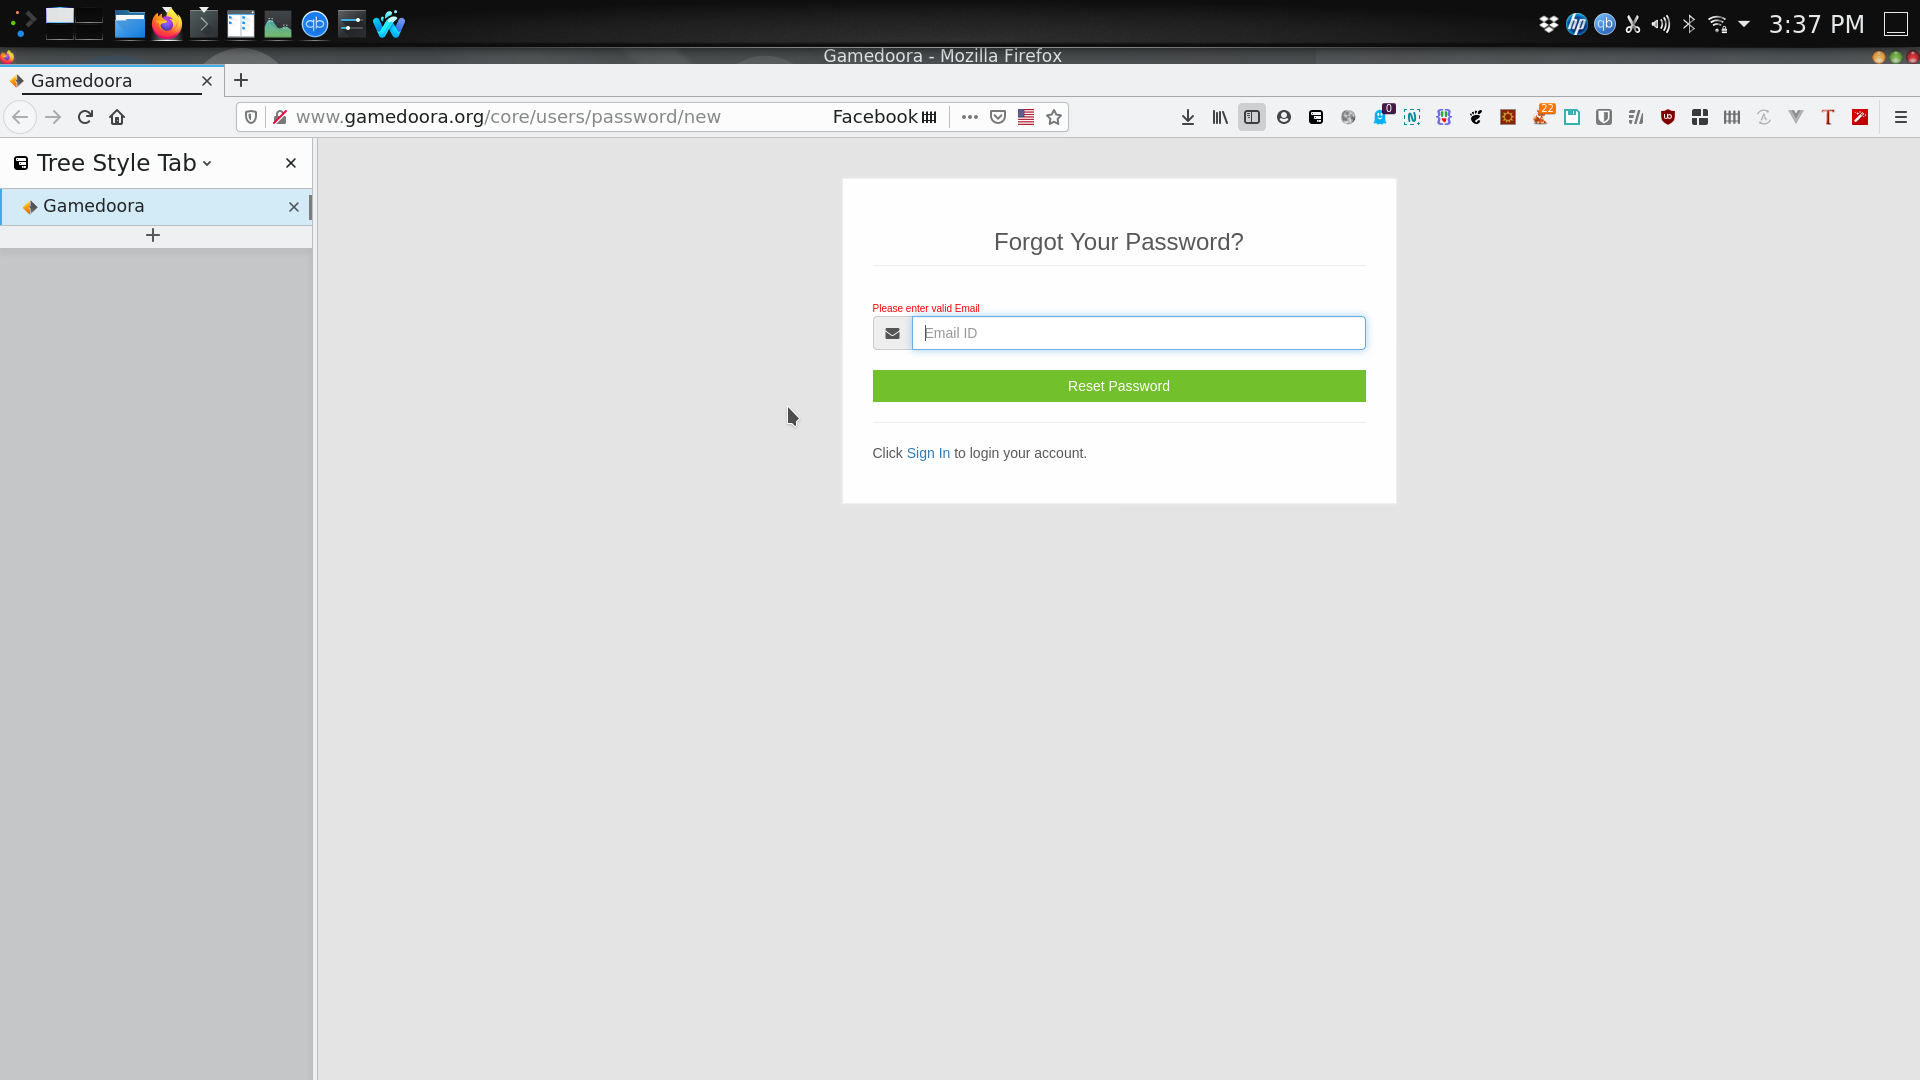 3:37 PM
Gamedoora - Mozilla Firefox
Gamedoora
www.gamedoora.org/core/users/password/new
Facebook
0
22
Tree Style Tab
Gamedoora
Forgot Your Password?
Please enter valid Email
Email ID
Reset Password
Click Sign In to login your account.